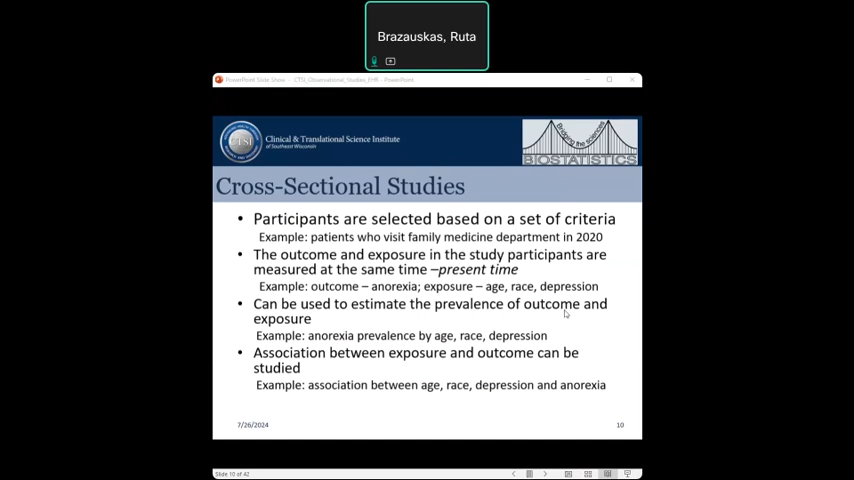 Brazauskas, Ruta
PowerPoint Slide Show - CTSI_Observational_Studies_EHR - PowerPoint
CTSI
Clinical & Translational Science Institute
of Southeast Wisconsin
Bridging the Sciences
BIOSTATISTICS
Cross-Sectional Studies
• Participants are selected based on a set of criteria
Example: patients who visit family medicine department in 2020
• The outcome and exposure in the study participants are
measured at the same time –present time
Example: outcome – anorexia; exposure – age, race, depression
• Can be used to estimate the prevalence of outcome and
exposure
Example: anorexia prevalence by age, race, depression
• Association between exposure and outcome can be
studied
Example: association between age, race, depression and anorexia
7/26/2024
10
Slide 10 of 42